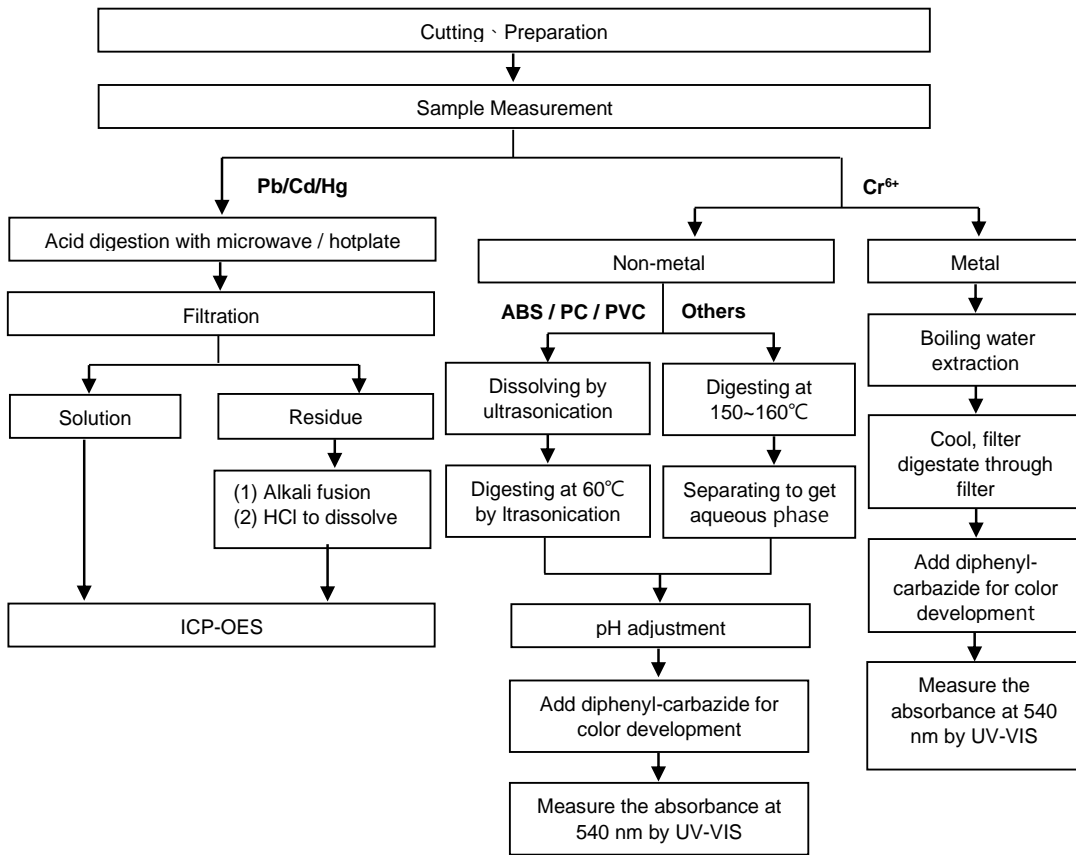 Cutting、Preparation
Sample Measurement
Pb/Cd/Hg
Cr⁶⁺
Acid digestion with microwave / hotplate
Filtration
Solution
Residue
(1) Alkali fusion
(2) HCl to dissolve
ICP-OES
Non-metal
ABS / PC / PVC
Others
Dissolving by
ultrasonication
Digesting at 60℃
by ltrasonication
Digesting at
150~160℃
Separating to get
aqueous phase
pH adjustment
Add diphenyl-carbazide for
color development
Measure the absorbance at
540 nm by UV-VIS
Metal
Boiling water
extraction
Cool, filter
digestate through
filter
Add diphenyl-
carbazide for color
development
Measure the
absorbance at 540
nm by UV-VIS